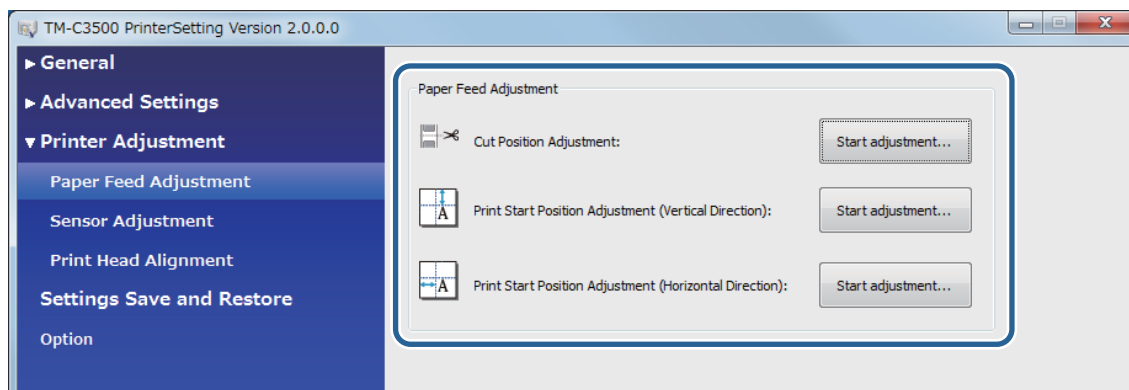 TM-C3500 PrinterSetting Version 2.0.0.0
General
Advanced Settings
Printer Adjustment
Paper Feed Adjustment
Sensor Adjustment
Print Head Alignment
Settings Save and Restore
Option
Paper Feed Adjustment
Cut Position Adjustment: Start adjustment...
A Print Start Position Adjustment (Vertical Direction): Start adjustment...
A Print Start Position Adjustment (Horizontal Direction): Start adjustment...